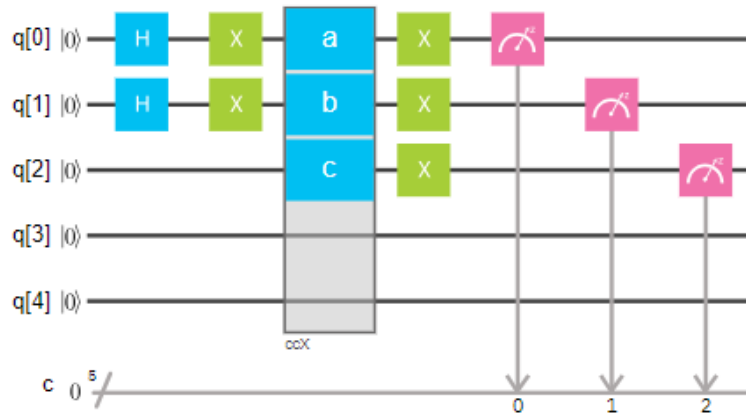 q[0] |0⟩ H X a X z
q[1] |0⟩ H X b X z
q[2] |0⟩ c X z
q[3] |0⟩
q[4] |0⟩
ccX
c 0 5
0 1 2